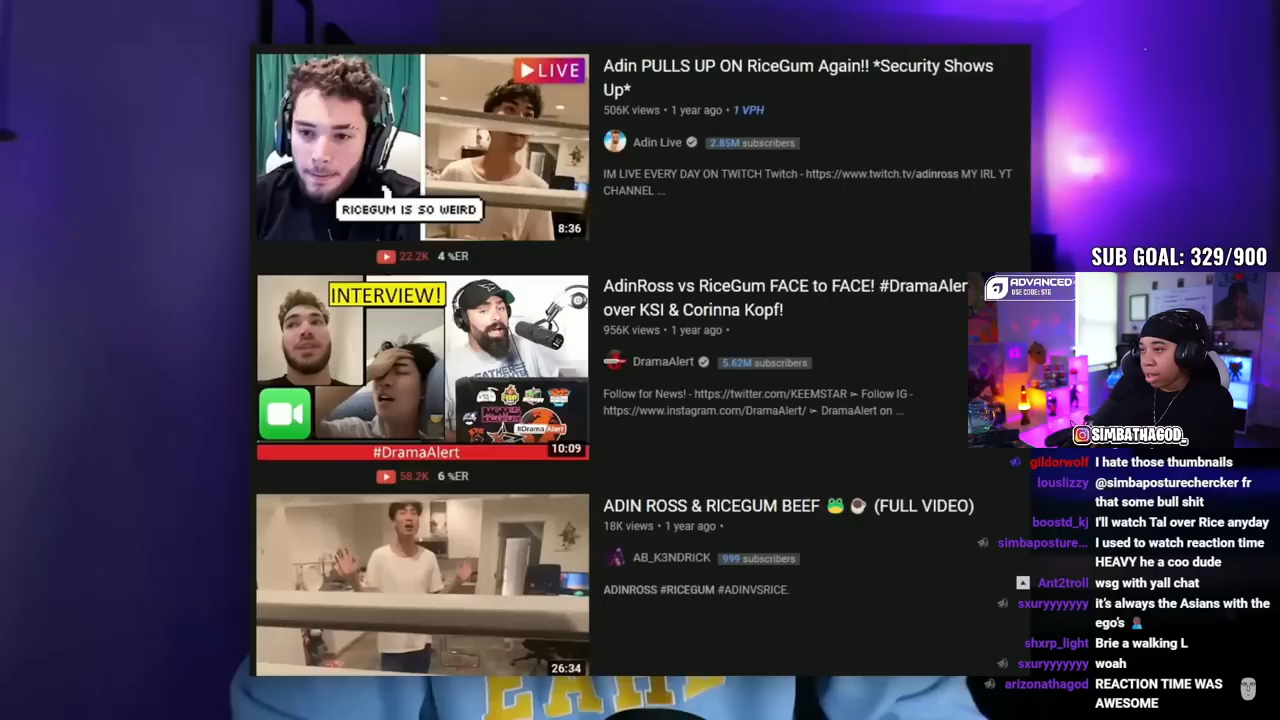 LIVE
RICEGUM IS SO WEIRD
8:36
22.2K 4 %ER
Adin PULLS UP ON RiceGum Again!! *Security Shows
Up*
506K views • 1 year ago • 1 VPH
Adin Live 2.85M subscribers
IM LIVE EVERY DAY ON TWITCH Twitch - https://www.twitch.tv/adinross MY IRL YT
CHANNEL ...
INTERVIEW!
#DramaAlert
#DramaAlert
10:09
58.2K 6 %ER
AdinRoss vs RiceGum FACE to FACE! #DramaAler
over KSI & Corinna Kopf!
956K views • 1 year ago •
DramaAlert 5.62M subscribers
Follow for News! - https://twitter.com/KEEMSTAR ➣ Follow IG -
https://www.instagram.com/DramaAlert/ ➣ DramaAlert on ...
26:34
ADIN ROSS & RICEGUM BEEF 🐸 ☕ (FULL VIDEO)
18K views • 1 year ago •
AB_K3NDRICK 999 subscribers
ADINROSS #RICEGUM #ADINVSRICE.
SUB GOAL: 329/900
ADVANCED
USE CODE: STG
SIMBATHAGOD_
gildorwolf I hate those thumbnails
louslizzy @simbaposturechercker fr
that some bull shit
boostd_kj I'll watch Tal over Rice anyday
simbaposture... I used to watch reaction time
HEAVY he a coo dude
Ant2troll wsg with yall chat
sxuryyyyyyy It's always the Asians with the
ego's
shxrp_light Brie a walking L
sxuryyyyyyy woah
arizonathagod REACTION TIME WAS
AWESOME